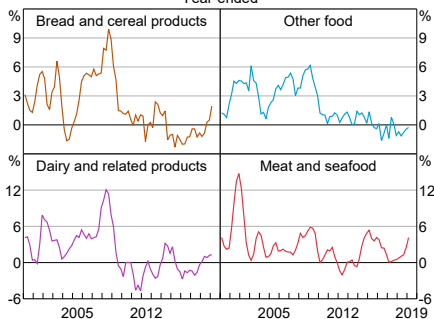 Year ended
% Bread and cereal products Other food %
9 9
6 6
3 3
0 0
% Dairy and related products Meat and seafood %
12 12
6 6
0 0
-6 -6
2005 2012 2005 2012 2019